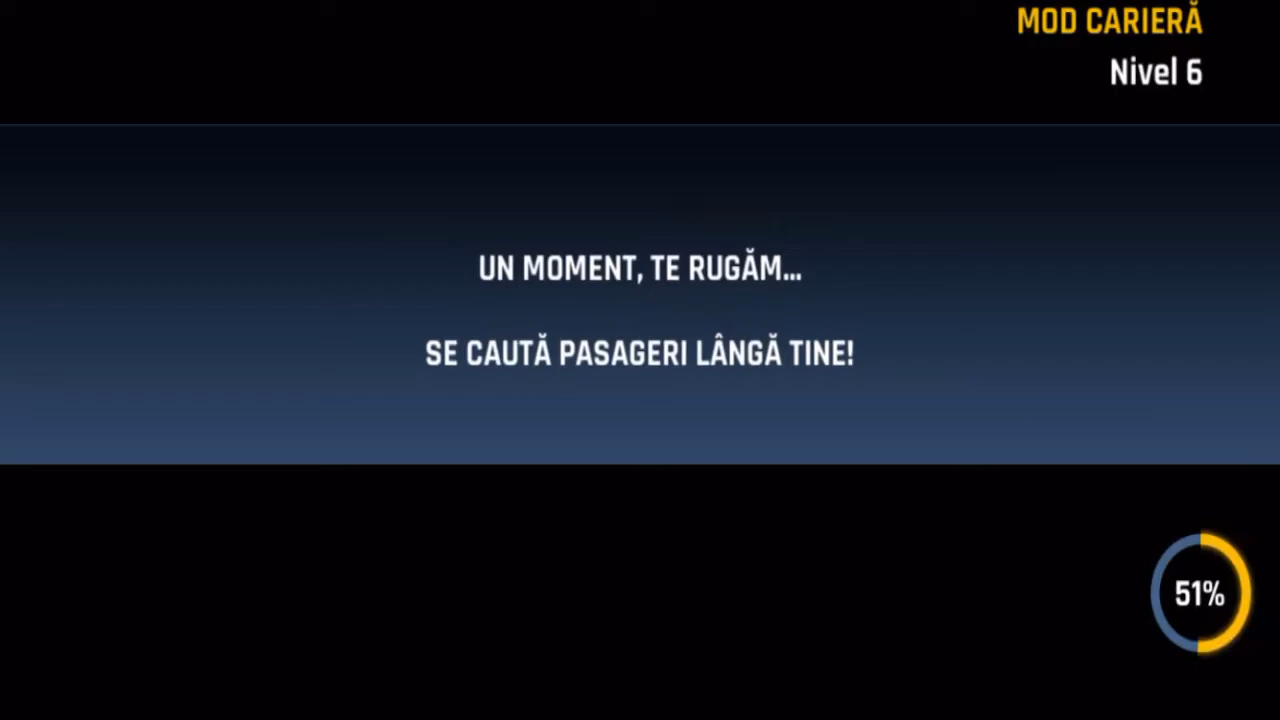 MOD CARIERĂ
Nivel 6
UN MOMENT, TE RUGĂM...
SE CAUTĂ PASAGERI LÂNGĂ TINE!
51%